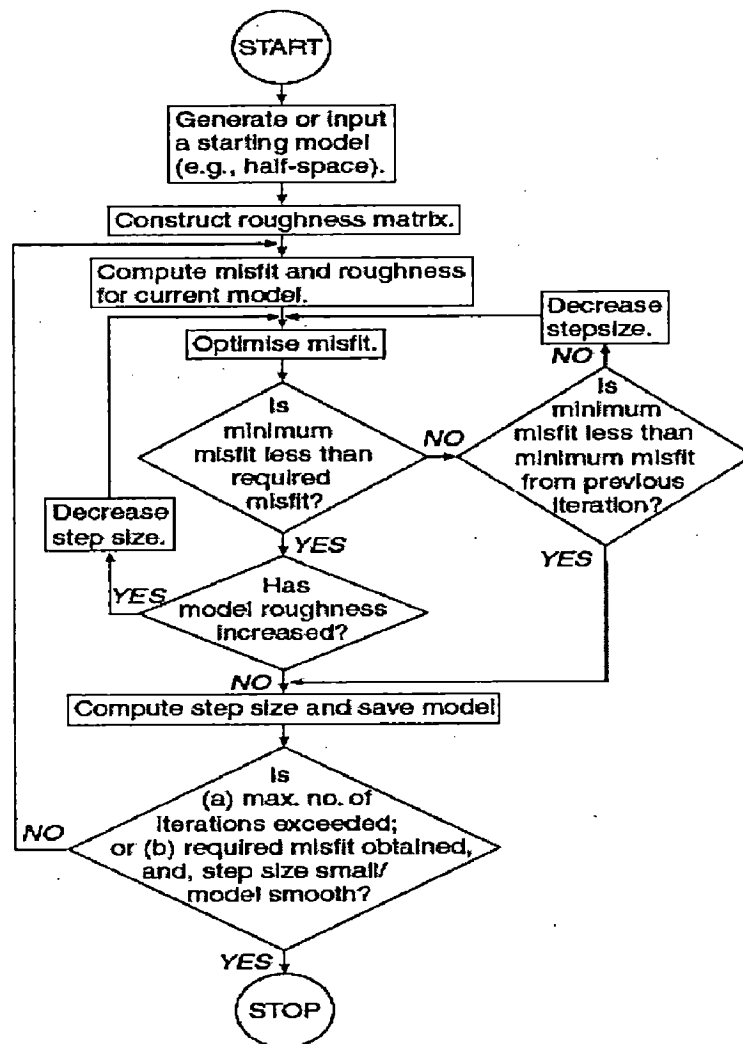 START
Generate or input
a starting model
(e.g., half-space).
Construct roughness matrix.
Compute misfit and roughness
for current model.
Decrease
stepsize.
Optimise misfit.
NO
Is
minimum
misfit less than
required
misfit?
NO
Is
minimum
misfit less than
minimum misfit
from previous
iteration?
Decrease
step size.
YES
YES
YES
Has
model roughness
increased?
NO
Compute step size and save model
Is
(a) max. no. of
iterations exceeded;
or (b) required misfit obtained,
and, step size small/
model smooth?
NO
YES
STOP